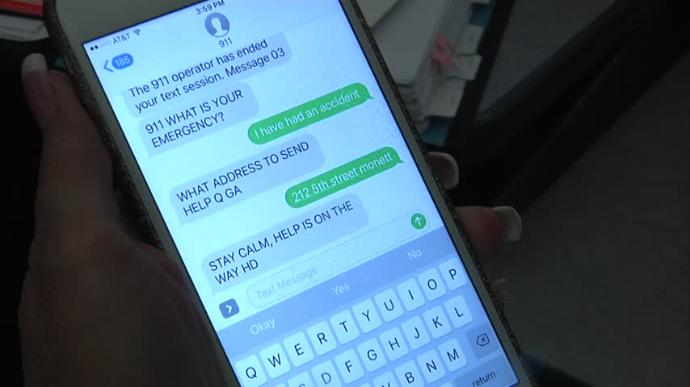 AT&T
3:59 PM
185
911
The 911 operator has ended
your text session. Message 03
911 WHAT IS YOUR
EMERGENCY?
I have had an accident
WHAT ADDRESS TO SEND
HELP Q GA
212 5th street monett
STAY CALM, HELP IS ON THE
WAY HD
Text Message
Okay
Yes
No
Q W E R T Y U I O P
D F G H J K L
B N M
return